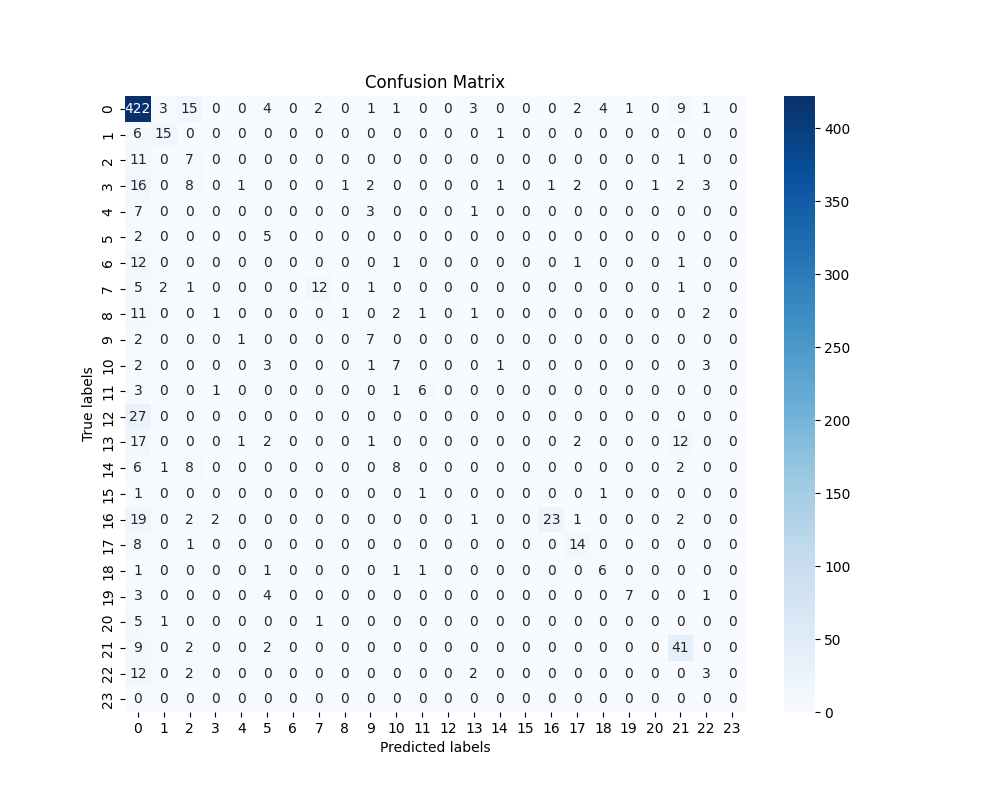 Confusion Matrix
0 422 3 15 0 0 4 0 2 0 1 1 0 0 3 0 0 0 2 4 1 0 9 1 0
1 6 15 0 0 0 0 0 0 0 0 0 0 0 0 1 0 0 0 0 0 0 0 0 0
2 11 0 7 0 0 0 0 0 0 0 0 0 0 0 0 0 0 0 0 0 0 1 0 0
3 16 0 8 0 1 0 0 0 1 2 0 0 0 0 1 0 1 2 0 0 1 2 3 0
4 7 0 0 0 0 0 0 0 0 3 0 0 0 1 0 0 0 0 0 0 0 0 0 0
5 2 0 0 0 0 5 0 0 0 0 0 0 0 0 0 0 0 0 0 0 0 0 0 0
6 12 0 0 0 0 0 0 0 0 0 1 0 0 0 0 0 0 1 0 0 0 1 0 0
7 5 2 1 0 0 0 0 12 0 1 0 0 0 0 0 0 0 0 0 0 0 1 0 0
8 11 0 0 1 0 0 0 0 1 0 2 1 0 1 0 0 0 0 0 0 0 0 2 0
9 2 0 0 0 1 0 0 0 0 7 0 0 0 0 0 0 0 0 0 0 0 0 0 0
10 2 0 0 0 0 3 0 0 0 1 7 0 0 0 1 0 0 0 0 0 0 0 3 0
11 3 0 0 1 0 0 0 0 0 0 1 6 0 0 0 0 0 0 0 0 0 0 0 0
12 27 0 0 0 0 0 0 0 0 0 0 0 0 0 0 0 0 0 0 0 0 0 0 0
13 17 0 0 0 1 2 0 0 0 1 0 0 0 0 0 0 0 2 0 0 0 12 0 0
14 6 1 8 0 0 0 0 0 0 0 8 0 0 0 0 0 0 0 0 0 0 2 0 0
15 1 0 0 0 0 0 0 0 0 0 0 1 0 0 0 0 0 0 1 0 0 0 0 0
16 19 0 2 2 0 0 0 0 0 0 0 0 0 1 0 0 23 1 0 0 0 2 0 0
17 8 0 1 0 0 0 0 0 0 0 0 0 0 0 0 0 0 14 0 0 0 0 0 0
18 1 0 0 0 0 1 0 0 0 0 1 1 0 0 0 0 0 0 6 0 0 0 0 0
19 3 0 0 0 0 4 0 0 0 0 0 0 0 0 0 0 0 0 0 7 0 0 1 0
20 5 1 0 0 0 0 0 1 0 0 0 0 0 0 0 0 0 0 0 0 0 0 0 0
21 9 0 2 0 0 2 0 0 0 0 0 0 0 0 0 0 0 0 0 0 0 41 0 0
22 12 0 2 0 0 0 0 0 0 0 0 0 0 2 0 0 0 0 0 0 0 0 3 0
23 0 0 0 0 0 0 0 0 0 0 0 0 0 0 0 0 0 0 0 0 0 0 0 0
0 1 2 3 4 5 6 7 8 9 10 11 12 13 14 15 16 17 18 19 20 21 22 23
Predicted labels
True labels
400
350
300
250
200
150
100
50
0